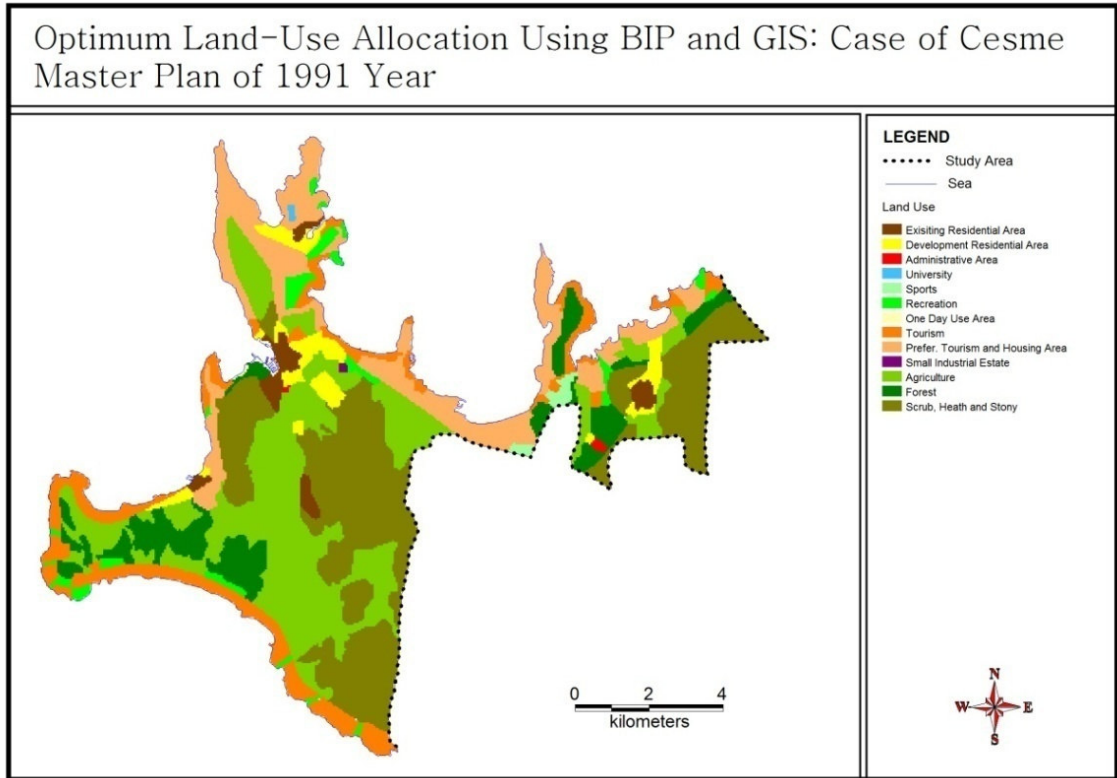 Optimum Land-Use Allocation Using BIP and GIS: Case of Cesme
Master Plan of 1991 Year
LEGEND
Study Area
Sea
Land Use
Exisiting Residential Area
Development Residential Area
Administrative Area
University
Sports
Recreation
One Day Use Area
Tourism
Prefer. Tourism and Housing Area
Small Industrial Estate
Agriculture
Forest
Scrub, Heath and Stony
0 2 4
kilometers
N
W E
S